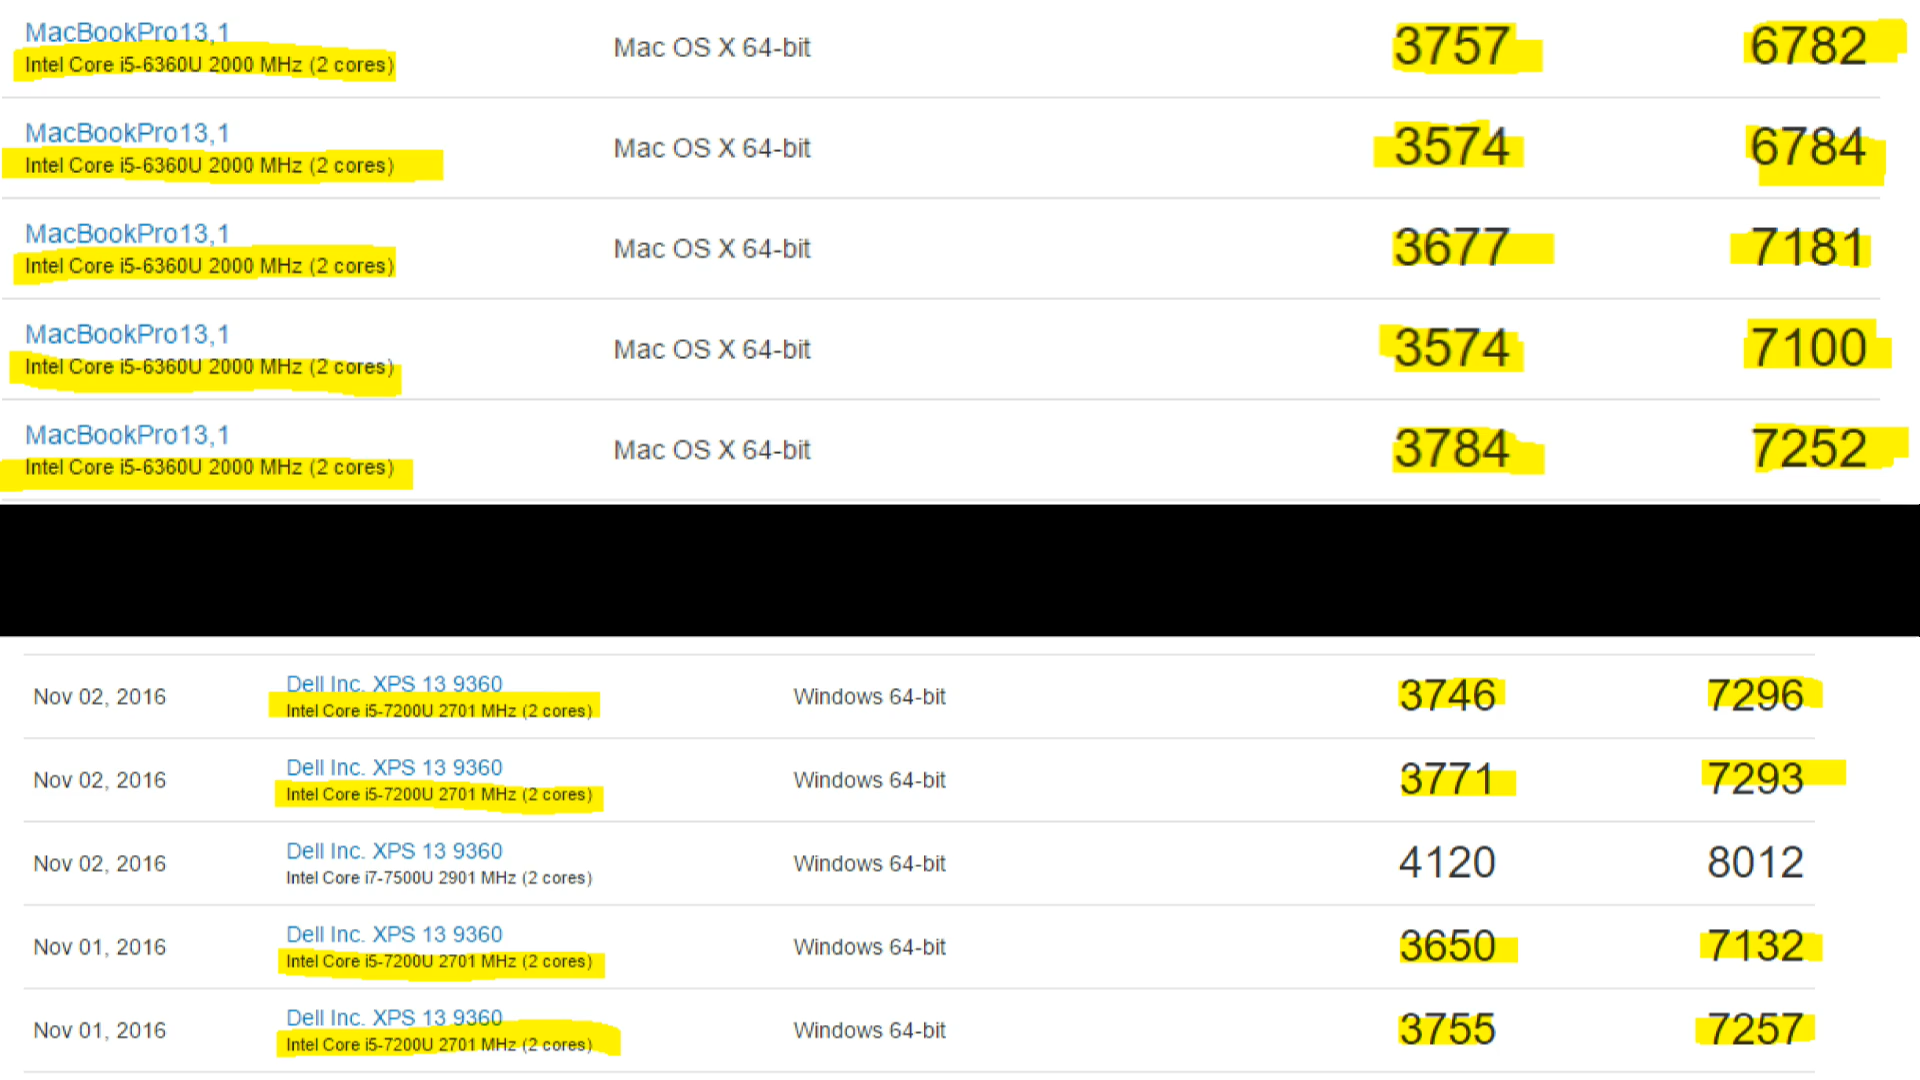 MacBookPro13,1
Intel Core i5-6360U 2000 MHz (2 cores)
Mac OS X 64-bit
3757
6782
MacBookPro13,1
Intel Core i5-6360U 2000 MHz (2 cores)
Mac OS X 64-bit
3574
6784
MacBookPro13,1
Intel Core i5-6360U 2000 MHz (2 cores)
Mac OS X 64-bit
3677
7181
MacBookPro13,1
Intel Core i5-6360U 2000 MHz (2 cores)
Mac OS X 64-bit
3574
7100
MacBookPro13,1
Intel Core i5-6360U 2000 MHz (2 cores)
Mac OS X 64-bit
3784
7252
Nov 02, 2016
Dell Inc. XPS 13 9360
Intel Core i5-7200U 2701 MHz (2 cores)
Windows 64-bit
3746
7296
Nov 02, 2016
Dell Inc. XPS 13 9360
Intel Core i5-7200U 2701 MHz (2 cores)
Windows 64-bit
3771
7293
Nov 02, 2016
Dell Inc. XPS 13 9360
Intel Core i7-7500U 2901 MHz (2 cores)
Windows 64-bit
4120
8012
Nov 01, 2016
Dell Inc. XPS 13 9360
Intel Core i5-7200U 2701 MHz (2 cores)
Windows 64-bit
3650
7132
Nov 01, 2016
Dell Inc. XPS 13 9360
Intel Core i5-7200U 2701 MHz (2 cores)
Windows 64-bit
3755
7257